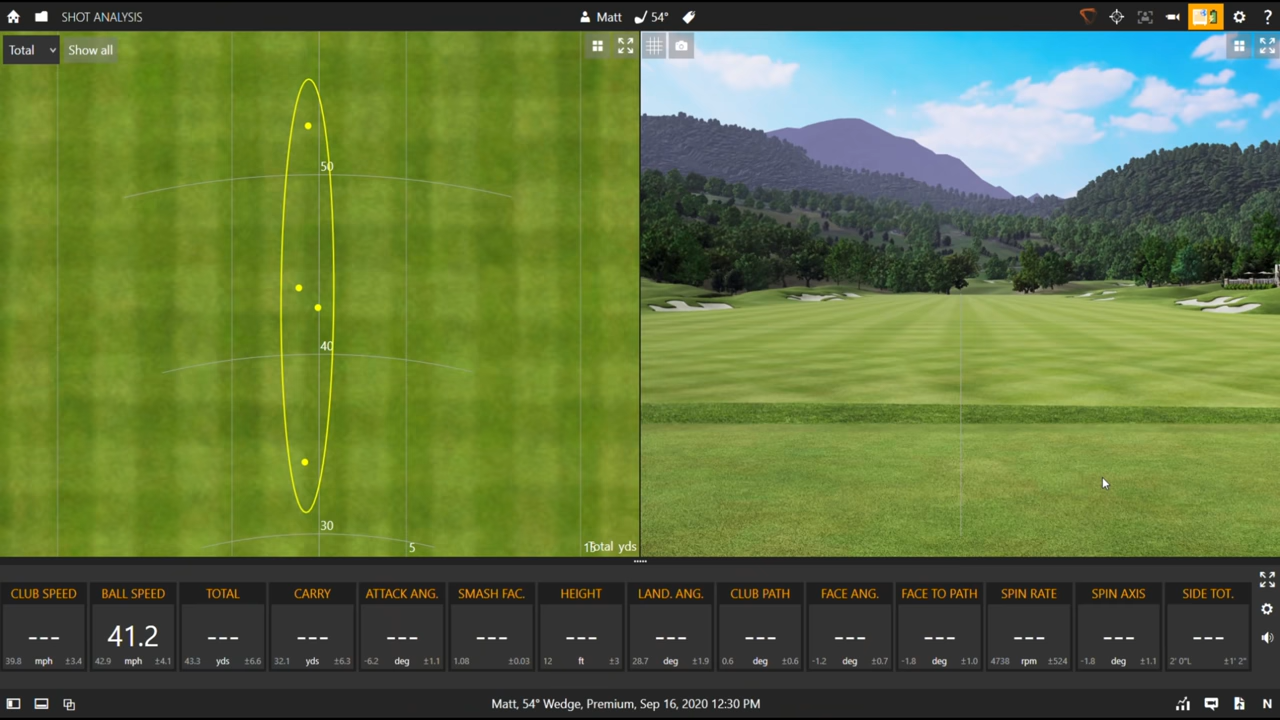 SHOT ANALYSIS
Matt 54°
Total Show all
50
40
30
5
Total yds
CLUB SPEED
---
39.8 mph ±3.4
BALL SPEED
41.2
42.9 mph ±4.1
TOTAL
---
43.3 yds ±6.6
CARRY
---
32.1 yds ±6.3
ATTACK ANG.
---
-6.2 deg ±1.1
SMASH FAC.
---
1.08 ±0.03
HEIGHT
---
12 ft ±3
LAND. ANG.
---
28.7 deg ±1.9
CLUB PATH
---
0.6 deg ±0.6
FACE ANG.
---
-1.2 deg ±0.7
FACE TO PATH
---
-1.8 deg ±1.0
SPIN RATE
---
4738 rpm ±524
SPIN AXIS
---
-1.8 deg ±1.1
SIDE TOT.
---
2' 0"L ±1' 2"
Matt, 54° Wedge, Premium, Sep 16, 2020 12:30 PM
N